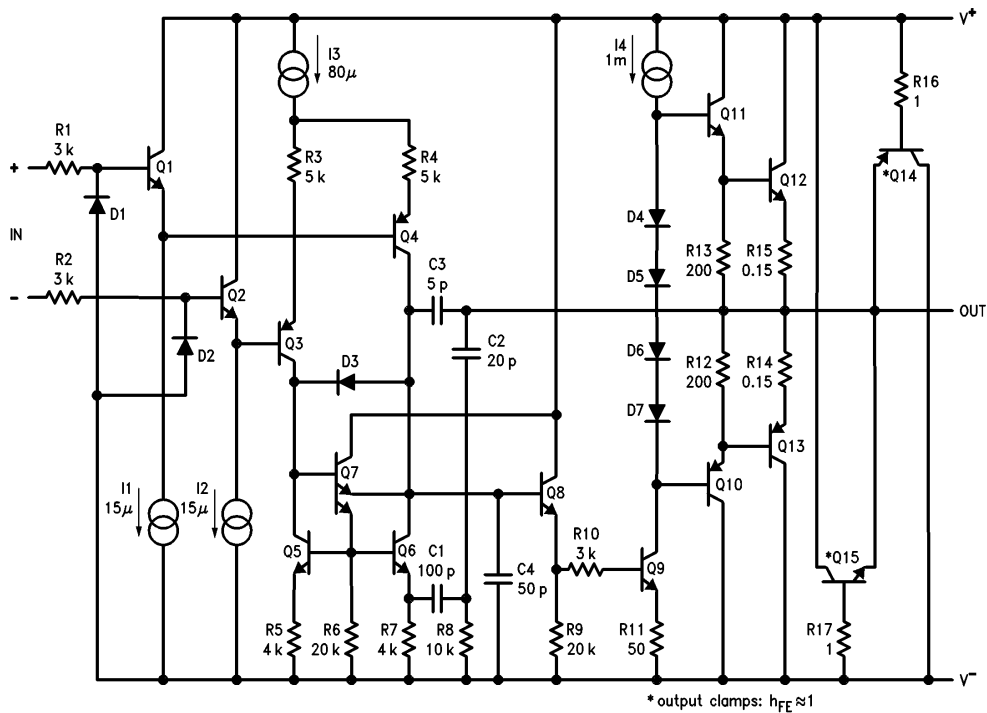 V+
I3
80µ
I4
1m
R16
1
Q11
R1
3 k
R3
5 k
R4
5 k
+
Q1
*Q14
Q12
D1
D4
IN
Q4
R13
200
R15
0.15
R2
3 k
C3
5 p
D5
-
Q2
OUT
Q3
C2
20 p
D2
D3
D6
R12
200
R14
0.15
D7
Q13
Q7
Q8
Q10
I1
15µ
I2
15µ
R10
3 k
Q5
Q6
C1
100 p
*Q15
C4
50 p
Q9
R5
4 k
R6
20 k
R7
4 k
R8
10 k
R9
20 k
R11
50
R17
1
V-
* output clamps: hFE≈1